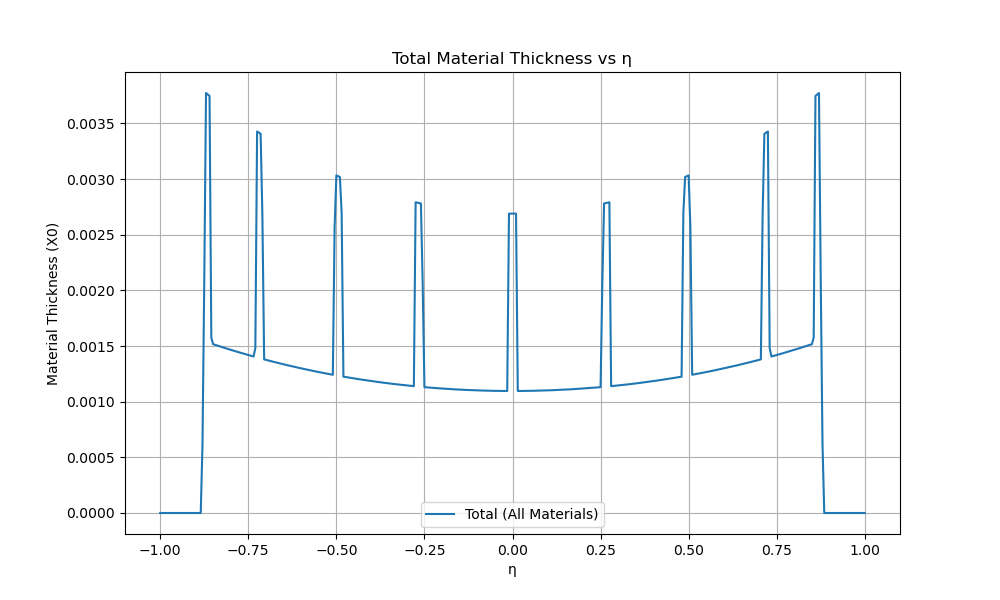 Total Material Thickness vs η
Material Thickness (X0)
0.0035
0.0030
0.0025
0.0020
0.0015
0.0010
0.0005
0.0000
Total (All Materials)
−1.00 −0.75 −0.50 −0.25 0.00 0.25 0.50 0.75 1.00
η